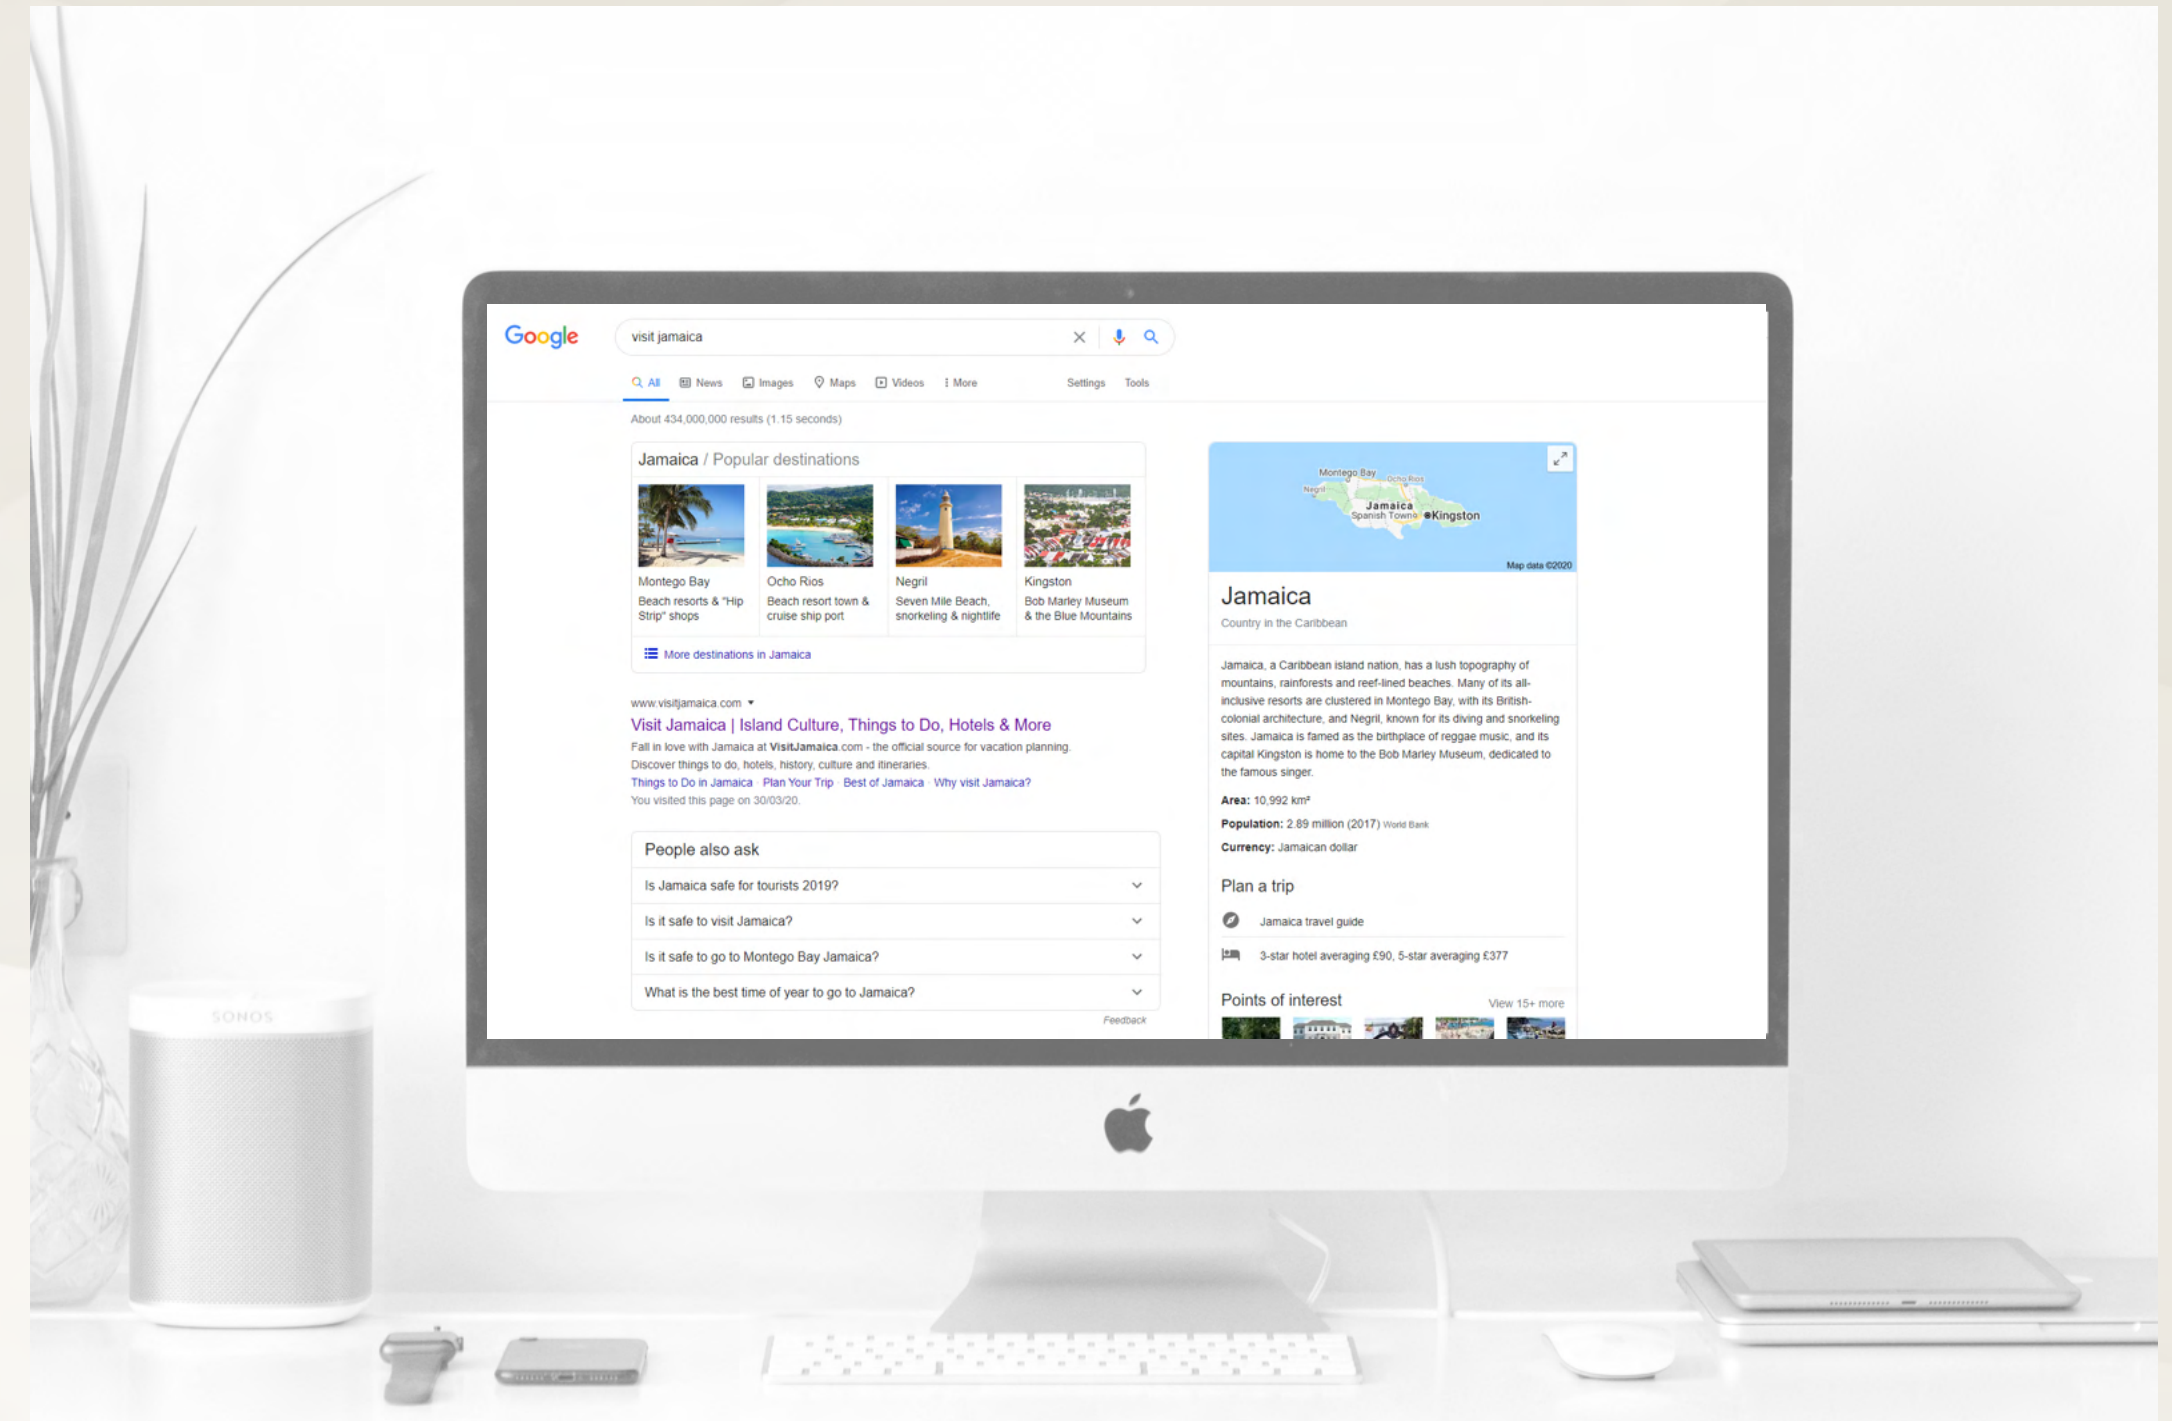 Google
visit jamaica
All News Images Maps Videos More Settings Tools
About 434,000,000 results (1.15 seconds)
Jamaica / Popular destinations
Montego Bay
Beach resorts & "Hip
Strip" shops
Ocho Rios
Beach resort town &
cruise ship port
Negril
Seven Mile Beach,
snorkeling & nightlife
Kingston
Bob Marley Museum
& the Blue Mountains
More destinations in Jamaica
www.visitjamaica.com
Visit Jamaica | Island Culture, Things to Do, Hotels & More
Fall in love with Jamaica at VisitJamaica.com - the official source for vacation planning.
Discover things to do, hotels, history, culture and itineraries.
Things to Do in Jamaica · Plan Your Trip · Best of Jamaica · Why visit Jamaica?
You visited this page on 30/03/20.
People also ask
Is Jamaica safe for tourists 2019?
Is it safe to visit Jamaica?
Is it safe to go to Montego Bay Jamaica?
What is the best time of year to go to Jamaica?
Feedback
Montego Bay
Ocho Rios
Negril
Jamaica
Spanish Town
Kingston
Map data ©2020
Jamaica
Country in the Caribbean
Jamaica, a Caribbean island nation, has a lush topography of
mountains, rainforests and reef-lined beaches. Many of its all-
inclusive resorts are clustered in Montego Bay, with its British-
colonial architecture, and Negril, known for its diving and snorkeling
sites. Jamaica is famed as the birthplace of reggae music, and its
capital Kingston is home to the Bob Marley Museum, dedicated to
the famous singer.
Area: 10,992 km²
Population: 2.89 million (2017) World Bank
Currency: Jamaican dollar
Plan a trip
Jamaica travel guide
3-star hotel averaging £90, 5-star averaging £377
Points of interest
View 15+ more
SONOS